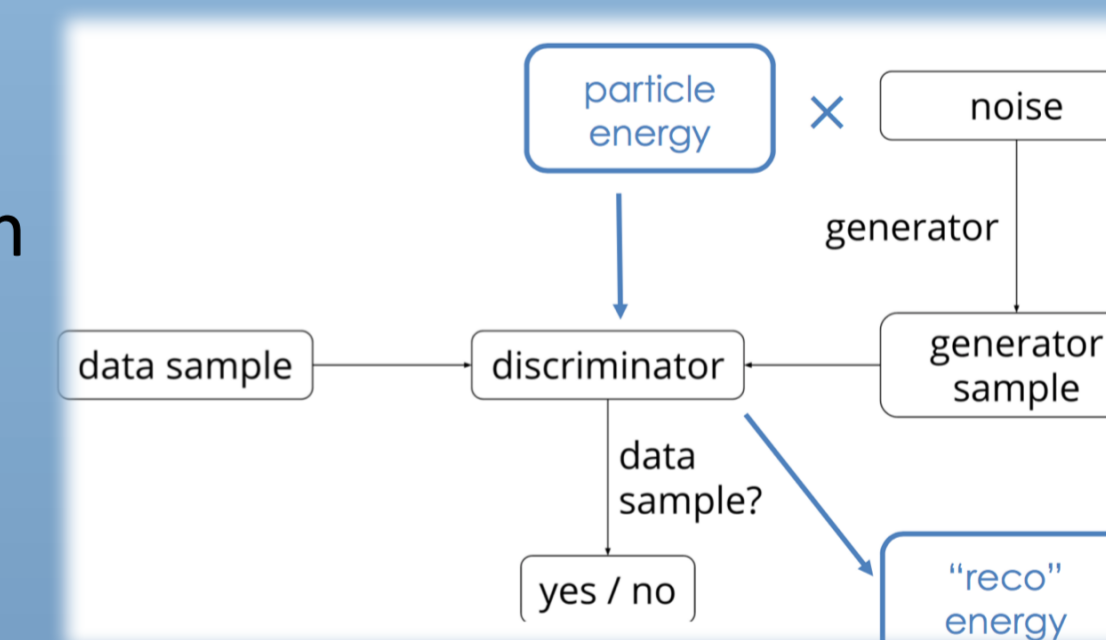 particle
energy
×
noise
generator
n
data sample
discriminator
generator
sample
data
sample?
yes / no
“reco”
energy